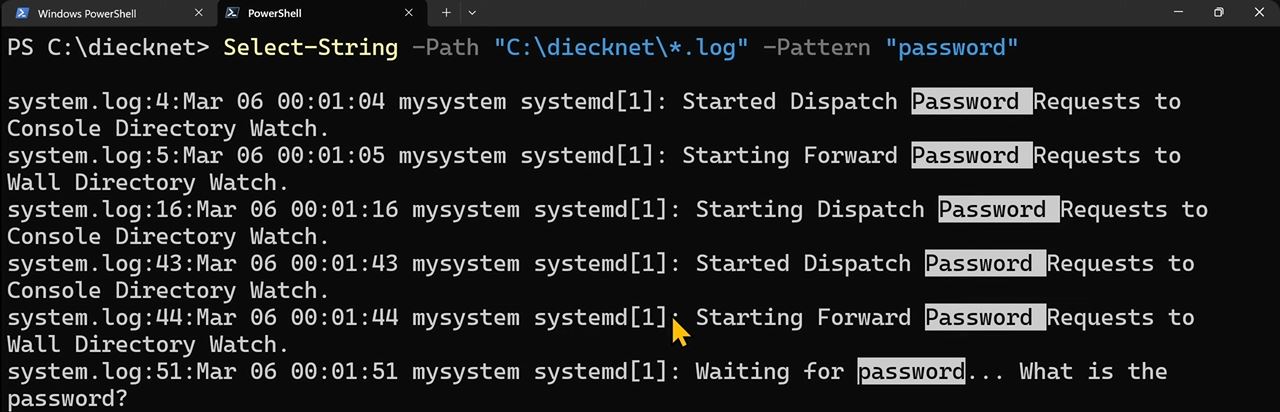 Windows PowerShell
PowerShell
PS C:\diecknet> Select-String -Path "C:\diecknet\*.log" -Pattern "password"
system.log:4:Mar 06 00:01:04 mysystem systemd[1]: Started Dispatch Password Requests to
Console Directory Watch.
system.log:5:Mar 06 00:01:05 mysystem systemd[1]: Starting Forward Password Requests to
Wall Directory Watch.
system.log:16:Mar 06 00:01:16 mysystem systemd[1]: Starting Dispatch Password Requests to
Console Directory Watch.
system.log:43:Mar 06 00:01:43 mysystem systemd[1]: Started Dispatch Password Requests to
Console Directory Watch.
system.log:44:Mar 06 00:01:44 mysystem systemd[1]: Starting Forward Password Requests to
Wall Directory Watch.
system.log:51:Mar 06 00:01:51 mysystem systemd[1]: Waiting for password... What is the
password?